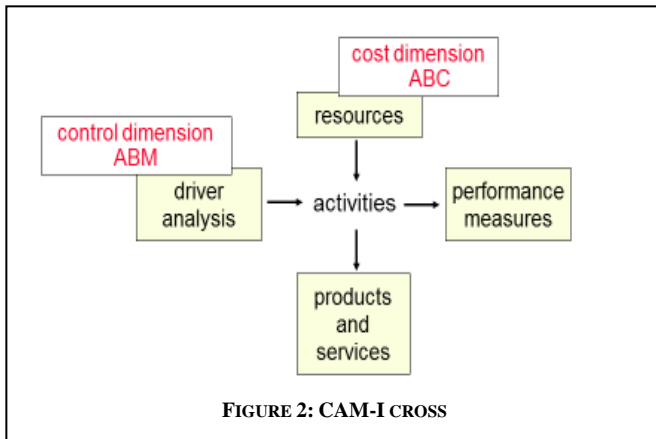 cost dimension
ABC
resources
control dimension
ABM
driver
analysis
activities
performance
measures
products
and
services
FIGURE 2: CAM-I CROSS